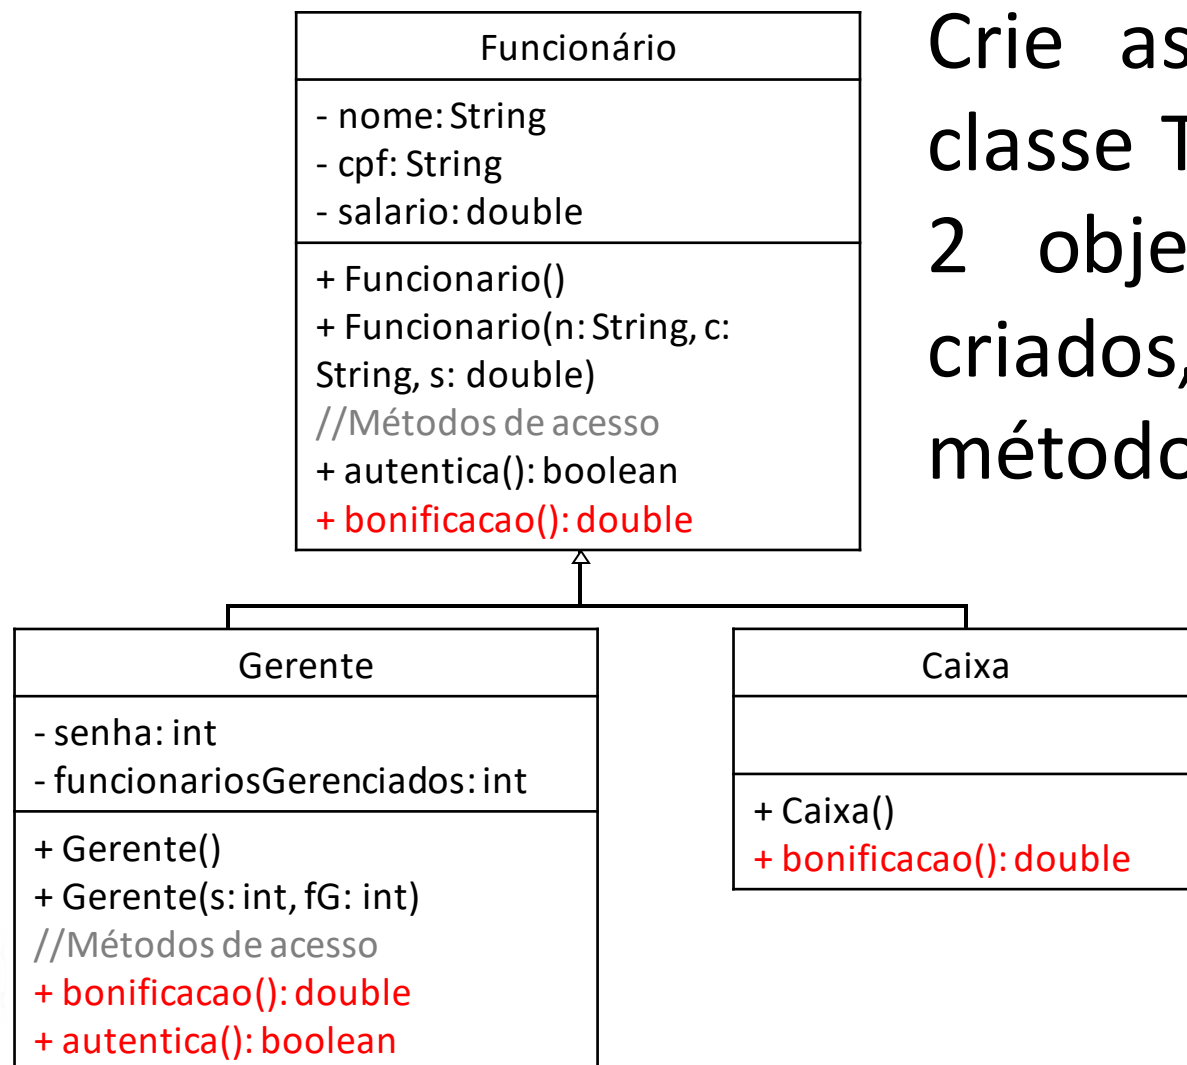 Funcionário
- nome: String
- cpf: String
- salario: double
+ Funcionario()
+ Funcionario(n: String, c:
String, s: double)
//Métodos de acesso
+ autentica(): boolean
+ bonificacao(): double
Crie as
classe
2
criados,
Gerente
- senha: int
- funcionariosGerenciados: int
+ Gerente()
+ Gerente(s: int, fG: int)
//Métodos de acesso
+ bonificacao(): double
+ autentica(): boolean
Caixa
+ Caixa()
+ bonificacao(): double